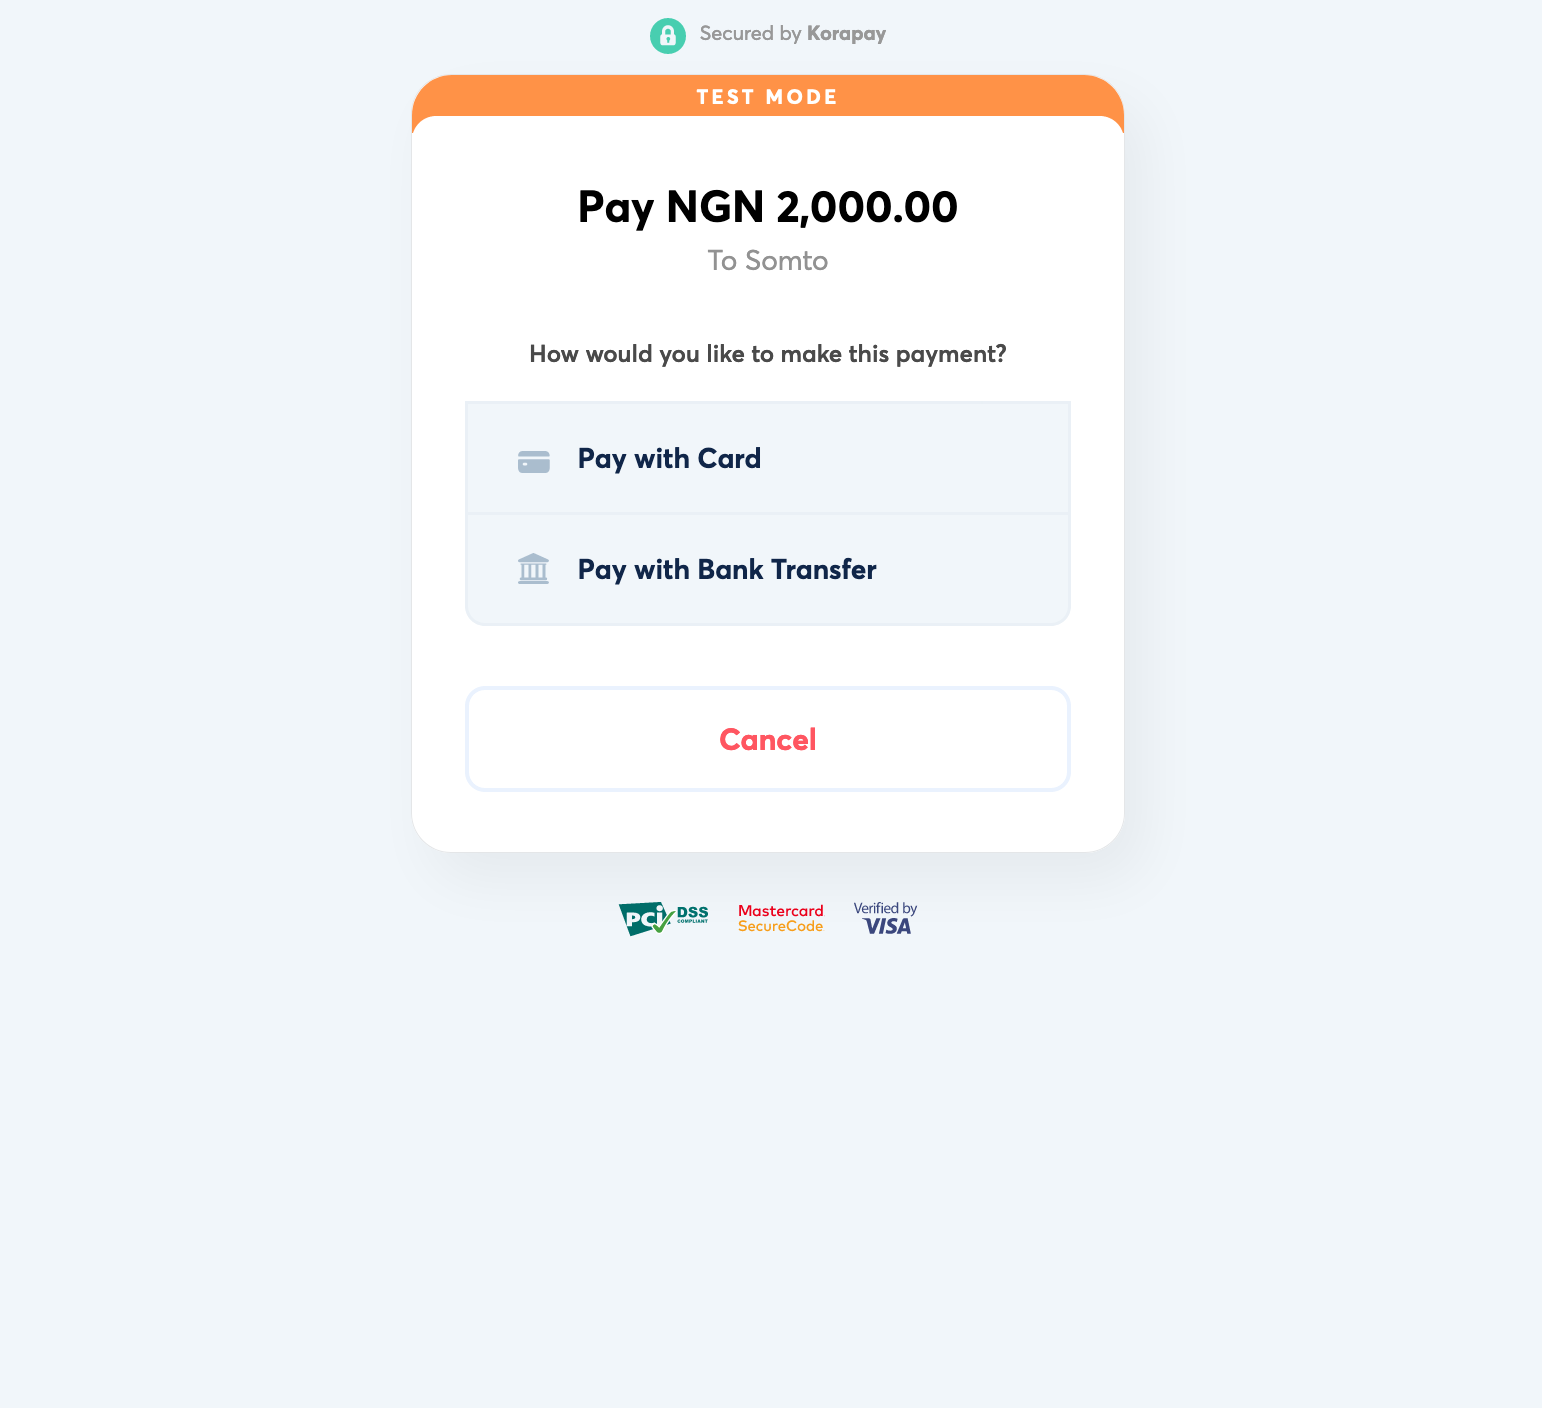 Secured by Korapay
TEST MODE
Pay NGN 2,000.00
To Somto
How would you like to make this payment?
Pay with Card
Pay with Bank Transfer
Cancel
PCi DSS
COMPLIANT
Mastercard
SecureCode
Verified by
VISA